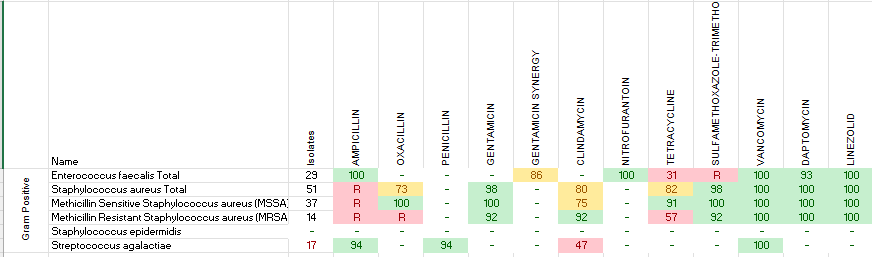 Name Isolates AMPICILLIN OXACILLIN PENICILLIN GENTAMICIN GENTAMICIN SYNERGY CLINDAMYCIN NITROFURANTOIN TETRACYCLINE SULFAMETHOXAZOLE-TRIMETHO VANCOMYCIN DAPTOMYCIN LINEZOLID
Gram Positive
Enterococcus faecalis Total 29 100 - - - 86 - 100 31 R 100 93 100
Staphylococcus aureus Total 51 R 73 - 98 - 80 - 82 98 100 100 100
Methicillin Sensitive Staphylococcus aureus (MSSA) 37 R 100 - 100 - 75 - 91 100 100 100 100
Methicillin Resistant Staphylococcus aureus (MRSA 14 R R - 92 - 92 - 57 92 100 100 100
Staphylococcus epidermidis - - - - - - - - - - - - -
Streptococcus agalactiae 17 94 - 94 - - 47 - - - 100 - -